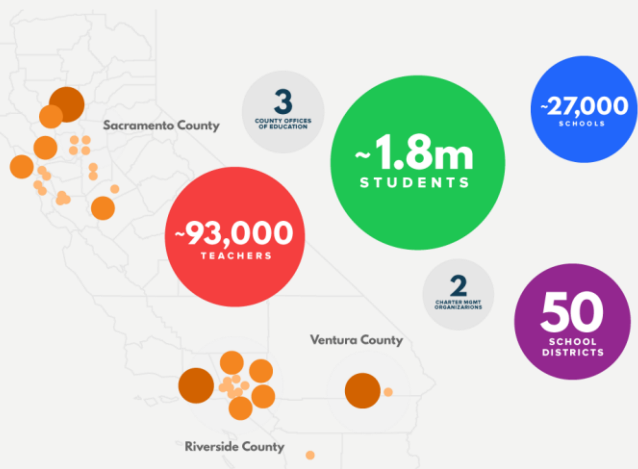 Sacramento County
3
COUNTY OFFICES
OF EDUCATION
~1.8m
STUDENTS
~27,000
SCHOOLS
~93,000
TEACHERS
2
CHARTER MGMT
ORGANIZARIONS
50
SCHOOL
DISTRICTS
Ventura County
Riverside County